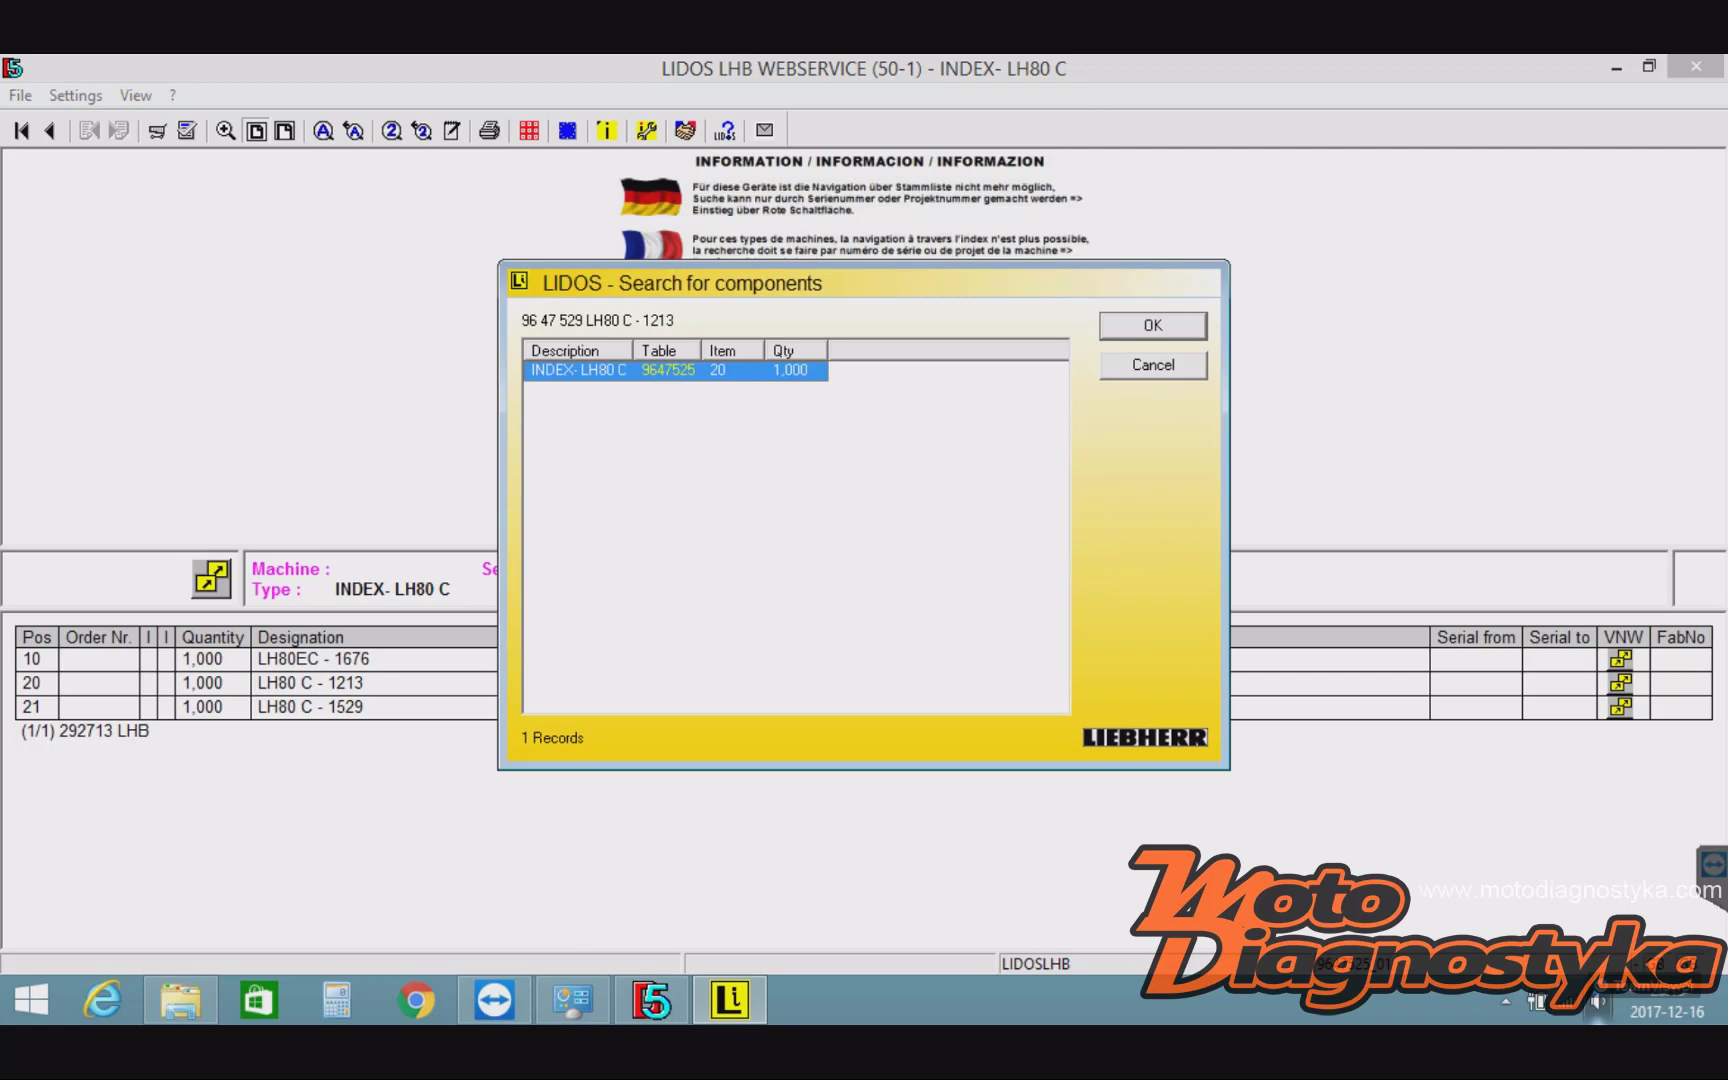 LIDOS LHB WEBSERVICE (50-1) - INDEX- LH80 C
File Settings View ?
INFORMATION / INFORMACION / INFORMAZION
Für diese Geräte ist die Navigation über Stammliste nicht mehr möglich,
Suche kann nur durch Seriennummer oder Projektnummer gemacht werden =>
Einstieg über Rote Schaltfläche.
Pour ces types de machines, la navigation à travers l'index n'est plus possible,
la recherche doit se faire par numéro de série ou de projet de la machine =>
LIDOS - Search for components
96 47 529 LH80 C - 1213
OK
Cancel
Description Table Item Qty
INDEX- LH80 C 9647525 20 1,000
1 Records
LIEBHERR
Machine : Se
Type : INDEX- LH80 C
Pos Order Nr. I I Quantity Designation Serial from Serial to VNW FabNo
10 1,000 LH80EC - 1676
20 1,000 LH80 C - 1213
21 1,000 LH80 C - 1529
(1/1) 292713 LHB
www.motodiagnostyka.com
Moto
Diagnostyka
LIDOSLHB
2017-12-16